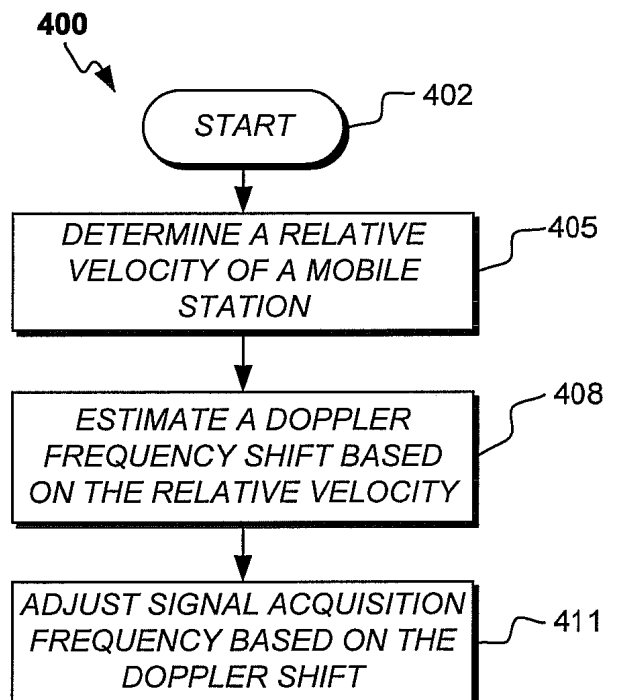 400
START
402
DETERMINE A RELATIVE
VELOCITY OF A MOBILE
STATION
405
ESTIMATE A DOPPLER
FREQUENCY SHIFT BASED
ON THE RELATIVE VELOCITY
408
ADJUST SIGNAL ACQUISITION
FREQUENCY BASED ON THE
DOPPLER SHIFT
411